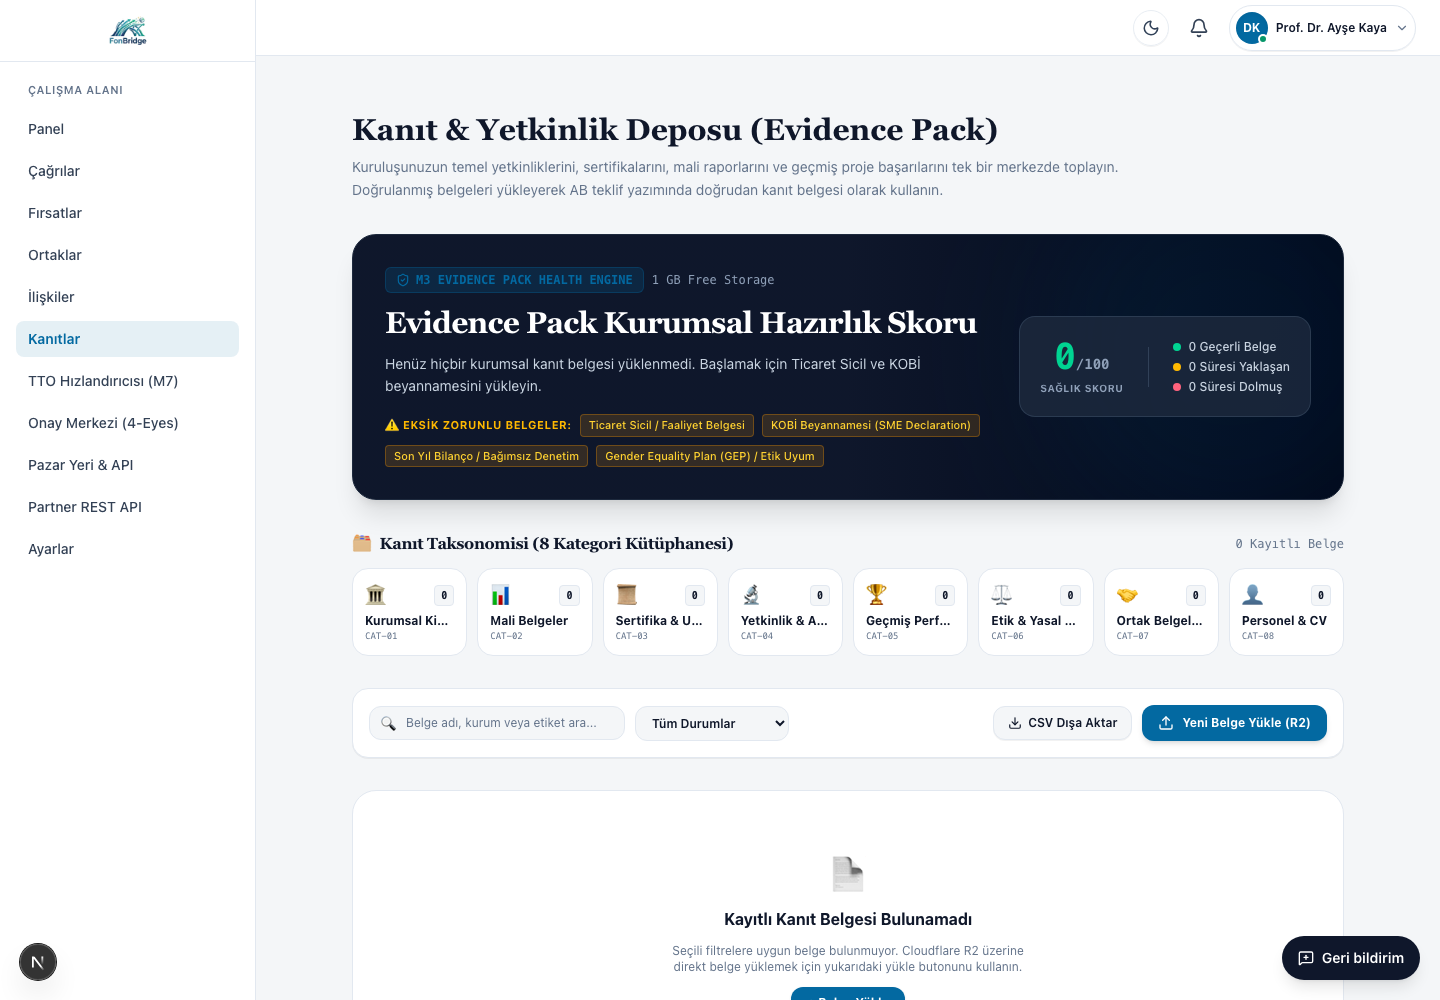 FonBridge
DK
Prof. Dr. Ayşe Kaya
ÇALIŞMA ALANI
Panel
Çağrılar
Fırsatlar
Ortaklar
İlişkiler
Kanıtlar
TTO Hızlandırıcısı (M7)
Onay Merkezi (4-Eyes)
Pazar Yeri & API
Partner REST API
Ayarlar
N
Kanıt & Yetkinlik Deposu (Evidence Pack)
Kuruluşunuzun temel yetkinliklerini, sertifikalarını, mali raporlarını ve geçmiş proje başarılarını tek bir merkezde toplayın.
Doğrulanmış belgeleri yükleyerek AB teklif yazımında doğrudan kanıt belgesi olarak kullanın.
M3 EVIDENCE PACK HEALTH ENGINE
1 GB Free Storage
Evidence Pack Kurumsal Hazırlık Skoru
Henüz hiçbir kurumsal kanıt belgesi yüklenmedi. Başlamak için Ticaret Sicil ve KOBİ
beyannamesini yükleyin.
EKSİK ZORUNLU BELGELER:
Ticaret Sicil / Faaliyet Belgesi
KOBİ Beyannamesi (SME Declaration)
Son Yıl Bilanço / Bağımsız Denetim
Gender Equality Plan (GEP) / Etik Uyum
0/100
SAĞLIK SKORU
0 Geçerli Belge
0 Süresi Yaklaşan
0 Süresi Dolmuş
Kanıt Taksonomisi (8 Kategori Kütüphanesi)
0 Kayıtlı Belge
0
Kurumsal Ki...
CAT-01
0
Mali Belgeler
CAT-02
0
Sertifika & U...
CAT-03
0
Yetkinlik & A...
CAT-04
0
Geçmiş Perf...
CAT-05
0
Etik & Yasal ...
CAT-06
0
Ortak Belgel...
CAT-07
0
Personel & CV
CAT-08
Belge adı, kurum veya etiket ara...
Tüm Durumlar
CSV Dışa Aktar
Yeni Belge Yükle (R2)
Kayıtlı Kanıt Belgesi Bulunamadı
Seçili filtrelere uygun belge bulunmuyor. Cloudflare R2 üzerine
direkt belge yüklemek için yukarıdaki yükle butonunu kullanın.
Geri bildirim